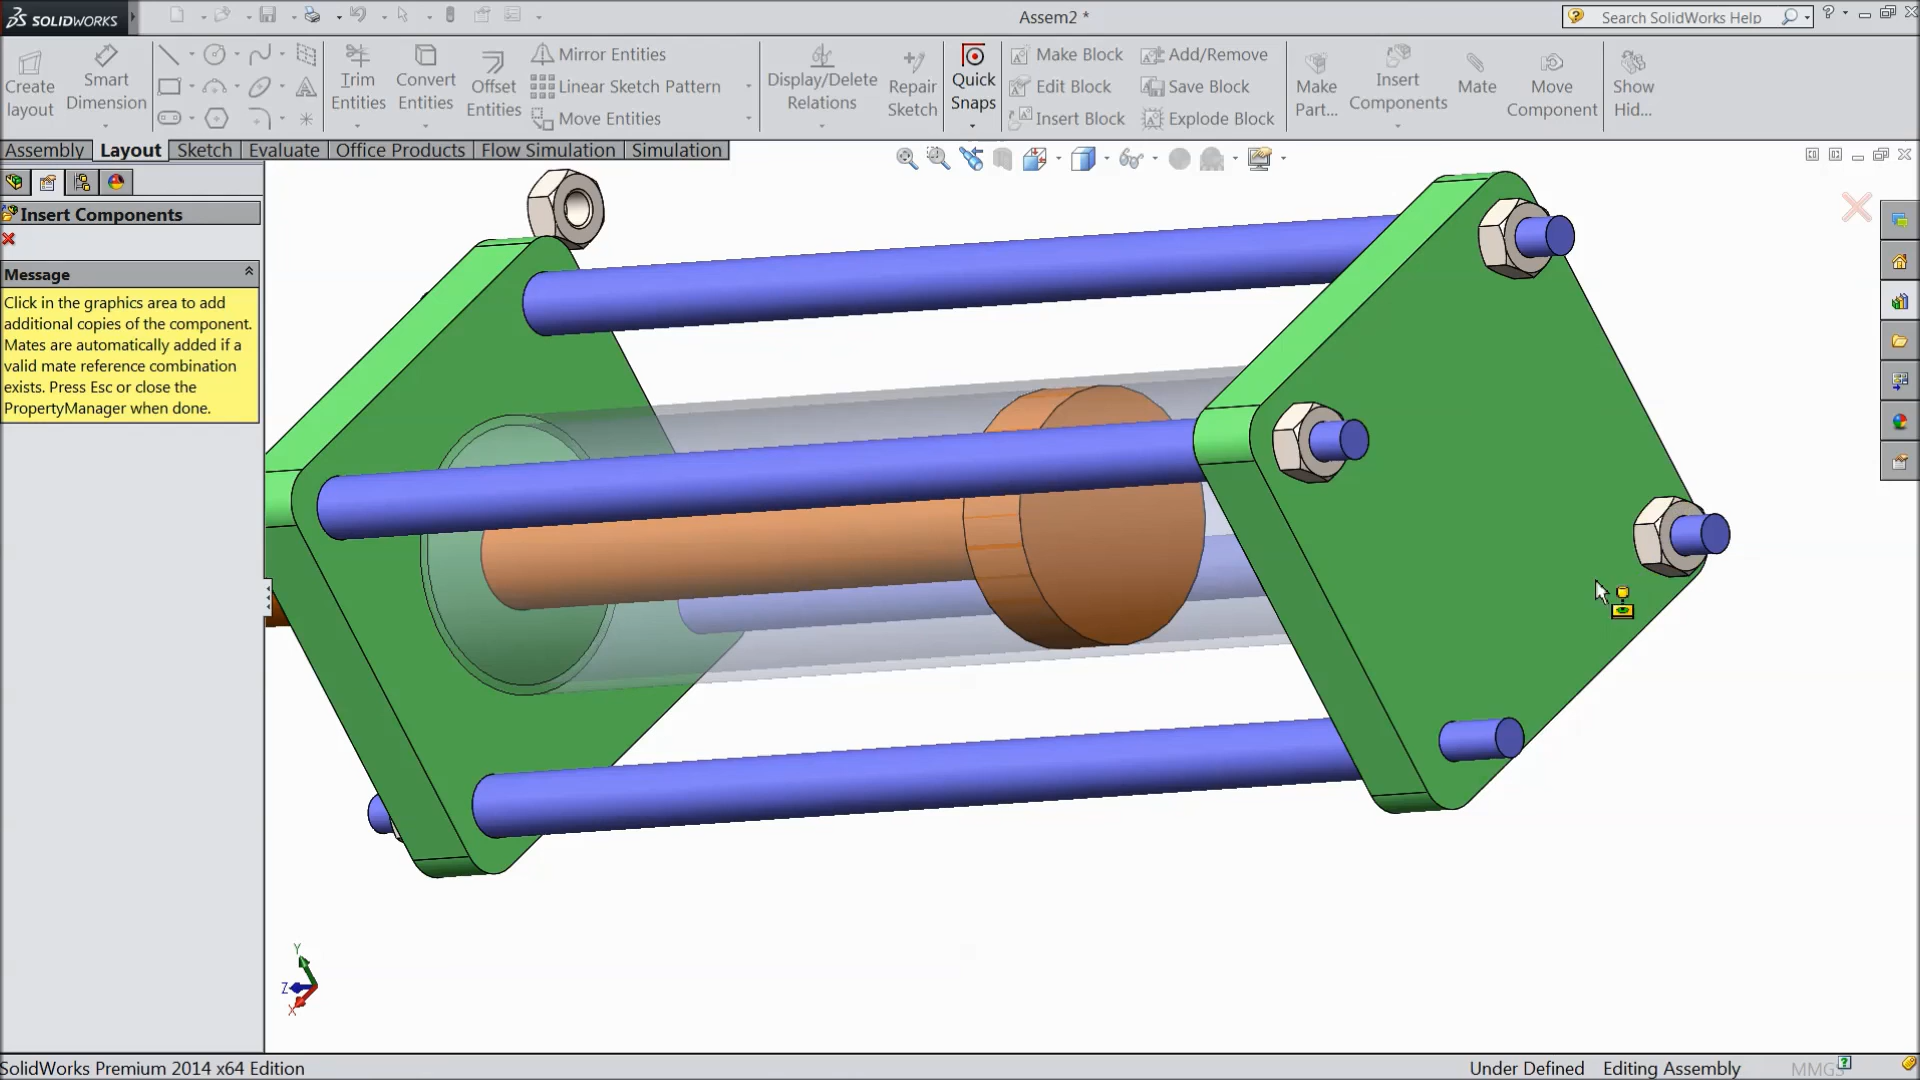 SOLIDWORKS
Assem2 *
Search SolidWorks Help
Create layout
Smart Dimension
Trim Entities
Convert Entities
Offset Entities
Mirror Entities
Linear Sketch Pattern
Move Entities
Display/Delete Relations
Repair Sketch
Quick Snaps
Make Block
Edit Block
Insert Block
Add/Remove
Save Block
Explode Block
Make Part...
Insert Components
Mate
Move Component
Show Hid...
Assembly
Layout
Sketch
Evaluate
Office Products
Flow Simulation
Simulation
Insert Components
Message
Click in the graphics area to add
additional copies of the component.
Mates are automatically added if a
valid mate reference combination
exists. Press Esc or close the
PropertyManager when done.
Y
Z
X
SolidWorks Premium 2014 x64 Edition
Under Defined
Editing Assembly
MMGS